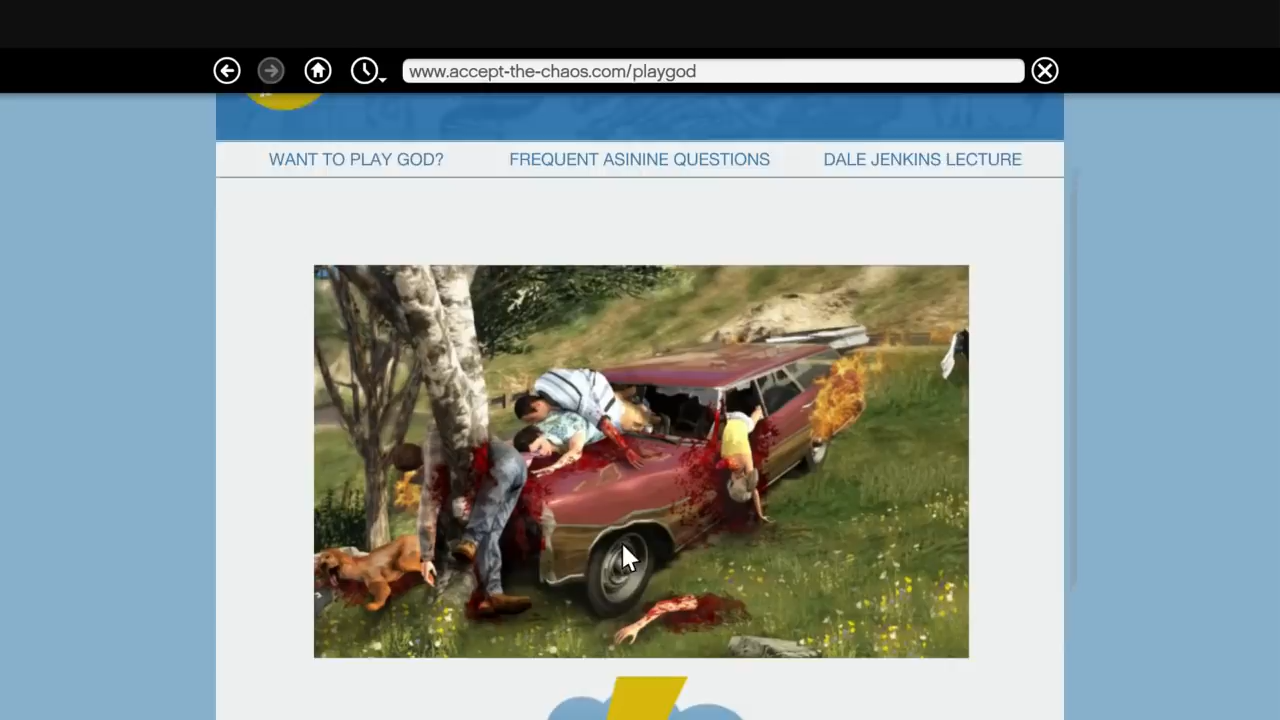 www.accept-the-chaos.com/playgod
WANT TO PLAY GOD? FREQUENT ASININE QUESTIONS DALE JENKINS LECTURE